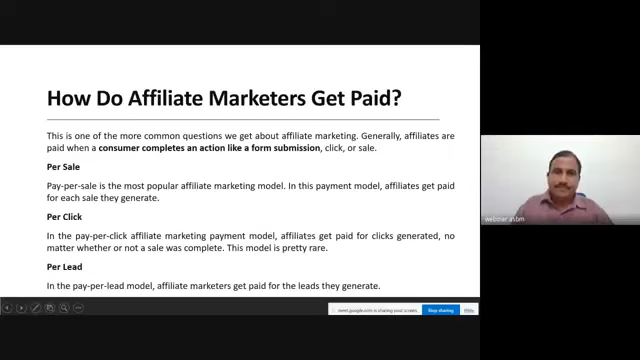 How Do Affiliate Marketers Get Paid?
This is one of the more common questions we get about affiliate marketing. Generally, affiliates are
paid when a consumer completes an action like a form submission, click, or sale.
Per Sale
Pay-per-sale is the most popular affiliate marketing model. In this payment model, affiliates get paid
for each sale they generate.
Per Click
In the pay-per-click affiliate marketing payment model, affiliates get paid for clicks generated, no
matter whether or not a sale was complete. This model is pretty rare.
Per Lead
In the pay-per-lead model, affiliate marketers get paid for the leads they generate.
meet.google.com is sharing your screen.
Stop sharing
Hide